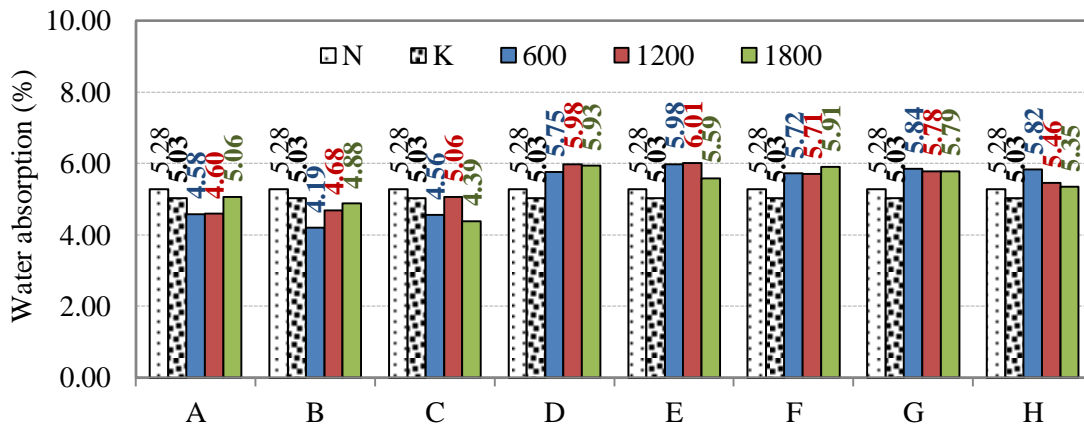 10.00
8.00
6.00
4.00
2.00
0.00
Water absorption (%)
N K 600 1200 1800
5.28 5.03 4.58 4.60 5.06
5.28 5.03 4.19 4.68 4.88
5.28 5.03 4.56 5.06 4.39
5.28 5.03 5.75 5.98 5.93
5.28 5.03 5.98 6.01 5.59
5.28 5.03 5.72 5.71 5.91
5.28 5.03 5.84 5.78 5.79
5.28 5.03 5.82 5.46 5.35
A B C D E F G H